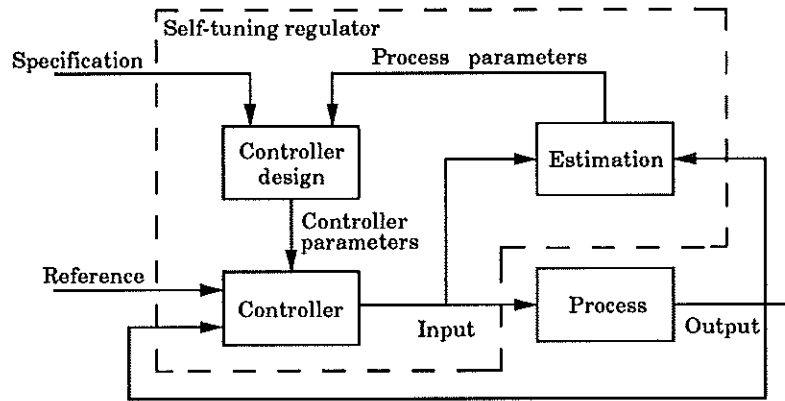 Self-tuning regulator
Specification
Process parameters
Controller
design
Estimation
Controller
parameters
Reference
Controller
Process
Input
Output